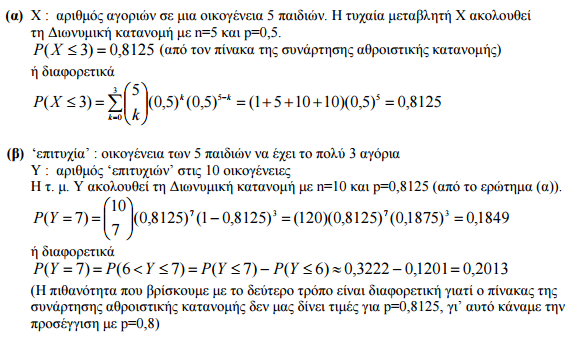 (α) Χ : αριθμός αγοριών σε μια οικογένεια 5 παιδιών. Η τυχαία μεταβλητή Χ ακολουθεί
τη Διωνυμική κατανομή με n=5 και p=0,5.
P(X ≤ 3) = 0,8125 (από τον πίνακα της συνάρτησης αθροιστικής κατανομής)
ή διαφορετικά
P(X ≤ 3) = \sum_{k=0}^{3} \binom{5}{k} (0,5)^k (0,5)^{5-k} = (1+5+10+10)(0,5)^5 = 0,8125
(β) ‘επιτυχία’ : οικογένεια των 5 παιδιών να έχει το πολύ 3 αγόρια
Υ : αριθμός ‘επιτυχιών’ στις 10 οικογένειες
Η τ. μ. Υ ακολουθεί τη Διωνυμική κατανομή με n=10 και p=0,8125 (από το ερώτημα (α)).
P(Y = 7) = \binom{10}{7} (0,8125)^7 (1 − 0,8125)^3 = (120)(0,8125)^7 (0,1875)^3 = 0,1849
ή διαφορετικά
P(Y = 7) = P(6 < Y ≤ 7) = P(Y ≤ 7) − P(Y ≤ 6) ≈ 0,3222 − 0,1201 = 0,2013
(Η πιθανότητα που βρίσκουμε με το δεύτερο τρόπο είναι διαφορετική γιατί ο πίνακας της
συνάρτησης αθροιστικής κατανομής δεν μας δίνει τιμές για p=0,8125, γι’ αυτό κάναμε την
προσέγγιση με p=0,8)